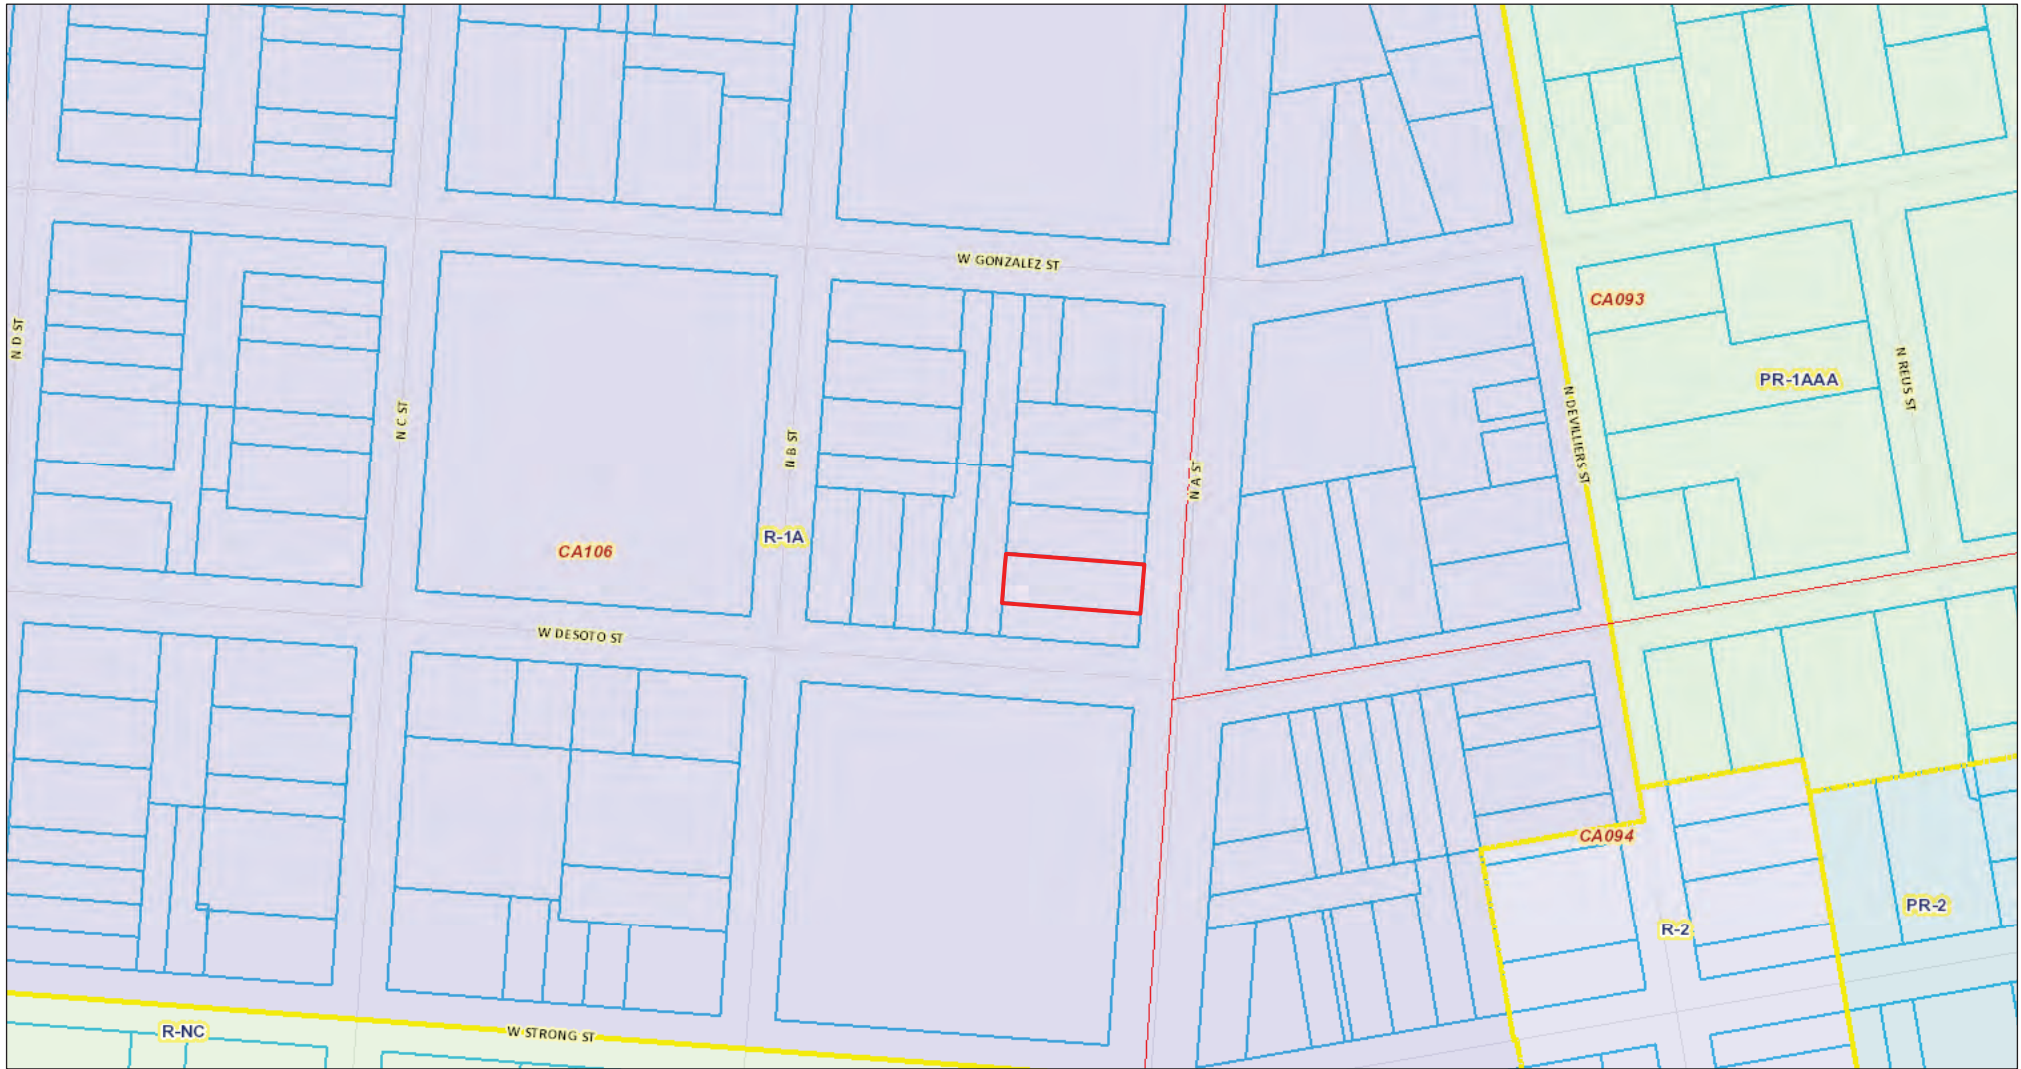 W GONZALEZ ST
CA093
N D ST
PR-1AAA
N REUS ST
N C ST
N B ST
N DEVILLIERS ST
N A ST
R-1A
CA106
W DESOTO ST
CA094
PR-2
R-2
R-NC
W STRONG ST